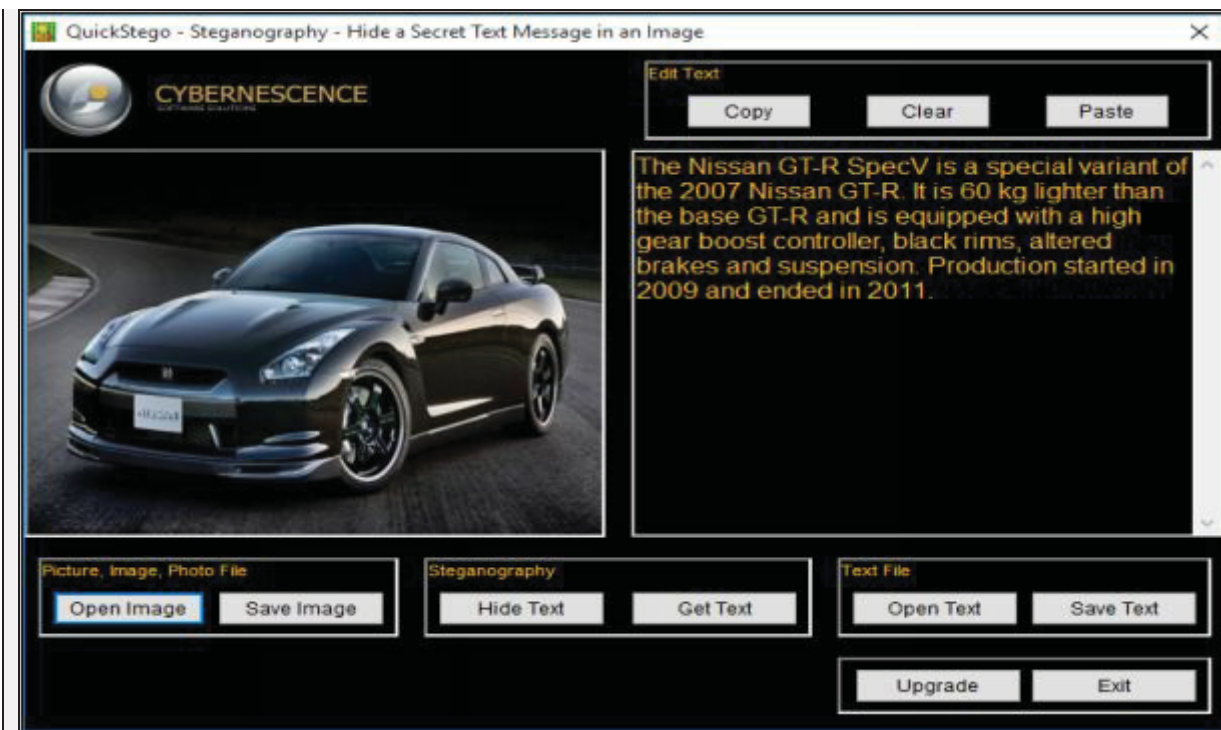 QuickStego - Steganography - Hide a Secret Text Message in an Image
CYBERNESCENCE
SOFTWARE SOLUTIONS
Edit Text
Copy Clear Paste
The Nissan GT-R SpecV is a special variant of
the 2007 Nissan GT-R. It is 60 kg lighter than
the base GT-R and is equipped with a high
gear boost controller, black rims, altered
brakes and suspension. Production started in
2009 and ended in 2011.
Picture, Image, Photo File
Open Image Save Image
Steganography
Hide Text Get Text
Text File
Open Text Save Text
Upgrade Exit